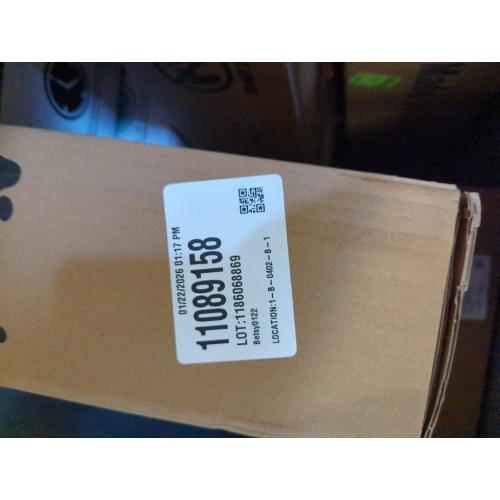 01/22/2026 01:17 PM
11089158
LOT:1186068869
Betsy0122
LOCATION:1-B-0402-B-1